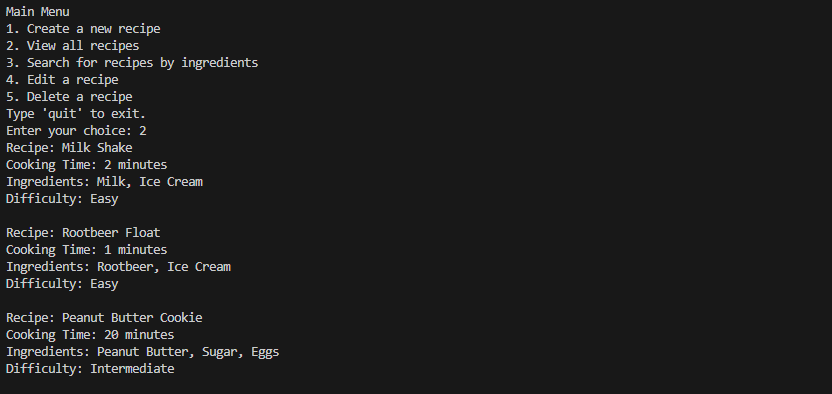 Main Menu
1. Create a new recipe
2. View all recipes
3. Search for recipes by ingredients
4. Edit a recipe
5. Delete a recipe
Type 'quit' to exit.
Enter your choice: 2
Recipe: Milk Shake
Cooking Time: 2 minutes
Ingredients: Milk, Ice Cream
Difficulty: Easy
Recipe: Rootbeer Float
Cooking Time: 1 minutes
Ingredients: Rootbeer, Ice Cream
Difficulty: Easy
Recipe: Peanut Butter Cookie
Cooking Time: 20 minutes
Ingredients: Peanut Butter, Sugar, Eggs
Difficulty: Intermediate